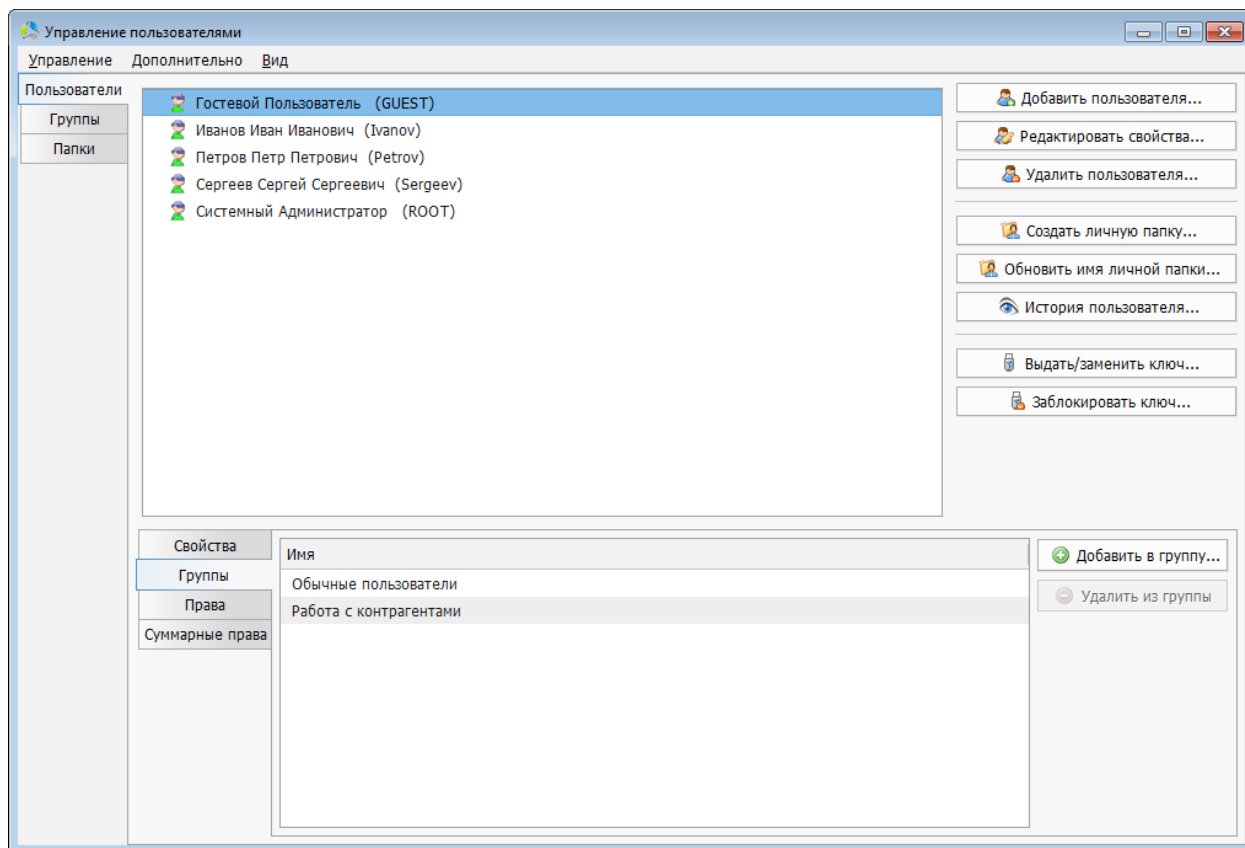 Управление пользователями
Управление Дополнительно Вид
Пользователи
Группы
Папки
Гостевой Пользователь (GUEST)
Иванов Иван Иванович (Ivanov)
Петров Петр Петрович (Petrov)
Сергеев Сергей Сергеевич (Sergeev)
Системный Администратор (ROOT)
Добавить пользователя...
Редактировать свойства...
Удалить пользователя...
Создать личную папку...
Обновить имя личной папки...
История пользователя...
Выдать/заменить ключ...
Заблокировать ключ...
Свойства
Группы
Права
Суммарные права
Имя
Обычные пользователи
Работа с контрагентами
Добавить в группу...
Удалить из группы